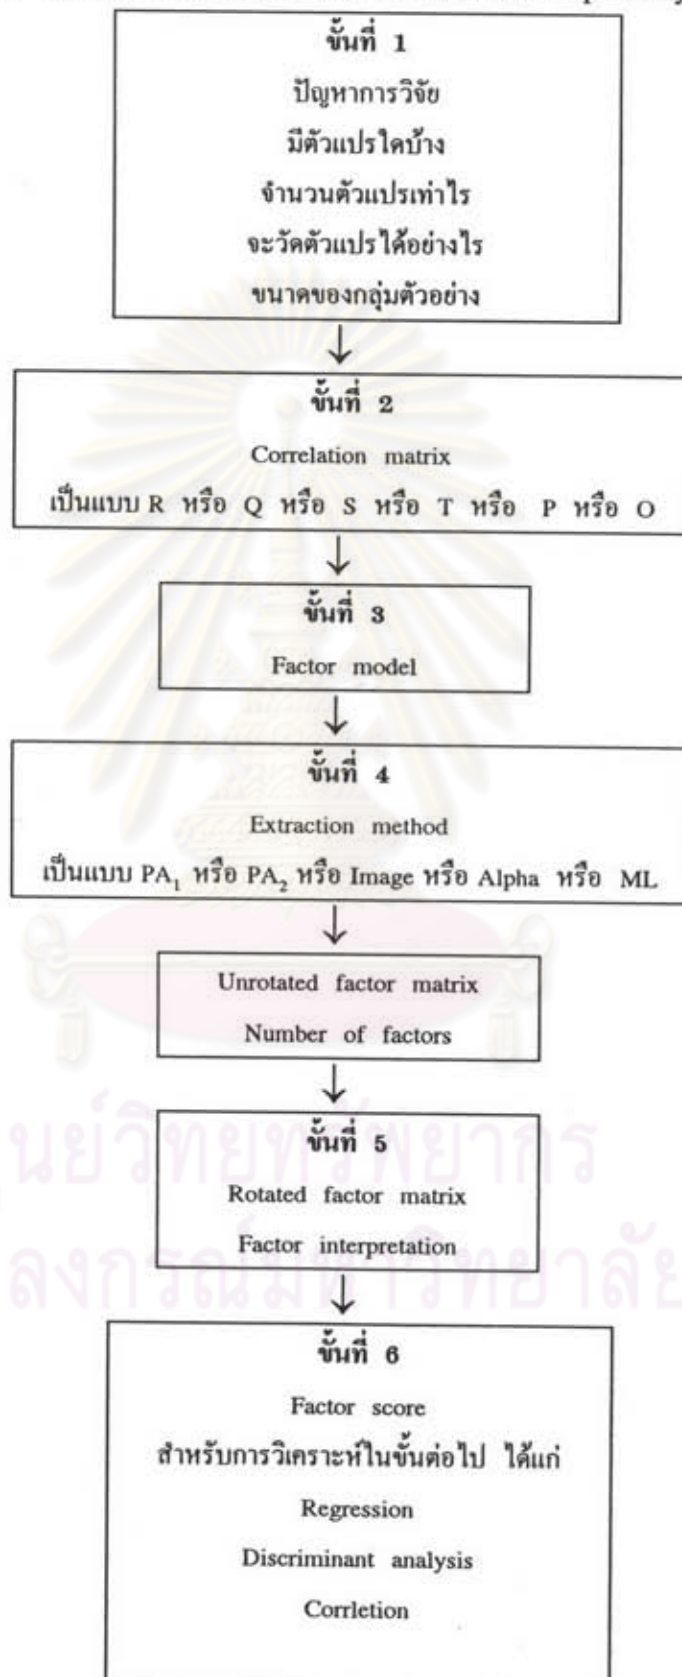 ขั้นที่ 1
ปัญหาการวิจัย
มีตัวแปรใดบ้าง
จำนวนตัวแปรเท่าไร
จะวัดตัวแปรได้อย่างไร
ขนาดของกลุ่มตัวอย่าง
ขั้นที่ 2
Correlation matrix
เป็นแบบ R หรือ Q หรือ S หรือ T หรือ P หรือ O
ขั้นที่ 3
Factor model
ขั้นที่ 4
Extraction method
เป็นแบบ PA₁ หรือ PA₂ หรือ Image หรือ Alpha หรือ ML
Unrotated factor matrix
Number of factors
ขั้นที่ 5
Rotated factor matrix
Factor interpretation
ขั้นที่ 6
Factor score
สำหรับการวิเคราะห์ในขั้นต่อไป ได้แก่
Regression
Discriminant analysis
Corrletion